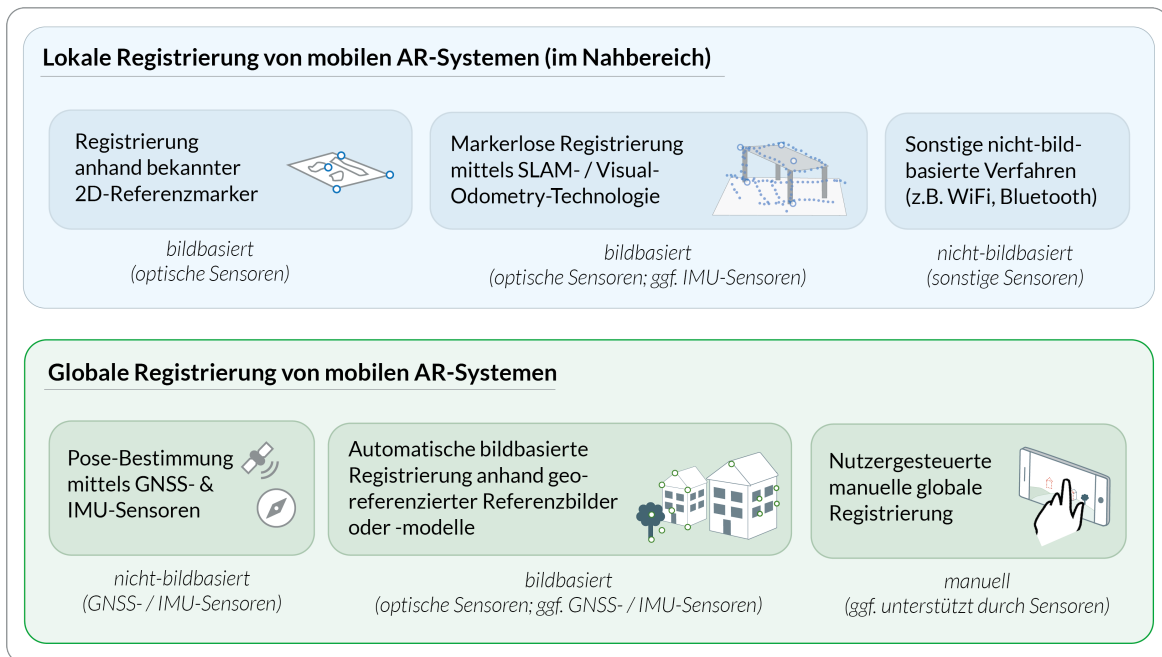 Lokale Registrierung von mobilen AR-Systemen (im Nahbereich)
Registrierung
anhand bekannter
2D-Referenzmarker
bildbasiert
(optische Sensoren)
Markerlose Registrierung
mittels SLAM- / Visual-
Odometry-Technologie
bildbasiert
(optische Sensoren; ggf. IMU-Sensoren)
Sonstige nicht-bild-
basierte Verfahren
(z.B. WiFi, Bluetooth)
nicht-bildbasiert
(sonstige Sensoren)
Globale Registrierung von mobilen AR-Systemen
Pose-Bestimmung
mittels GNSS- &
IMU-Sensoren
nicht-bildbasiert
(GNSS- / IMU-Sensoren)
Automatische bildbasierte
Registrierung anhand geo-
referenzierter Referenzbilder
oder -modelle
bildbasiert
(optische Sensoren; ggf. GNSS- / IMU-Sensoren)
Nutzergesteuerte
manuelle globale
Registrierung
manuell
(ggf. unterstützt durch Sensoren)